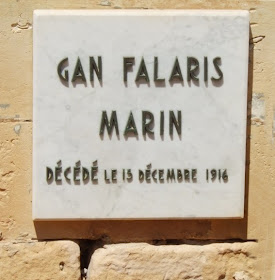 GAN FALARIS
MARIN
DÉCÉDÉ LE 15 DÉCEMBRE 1916